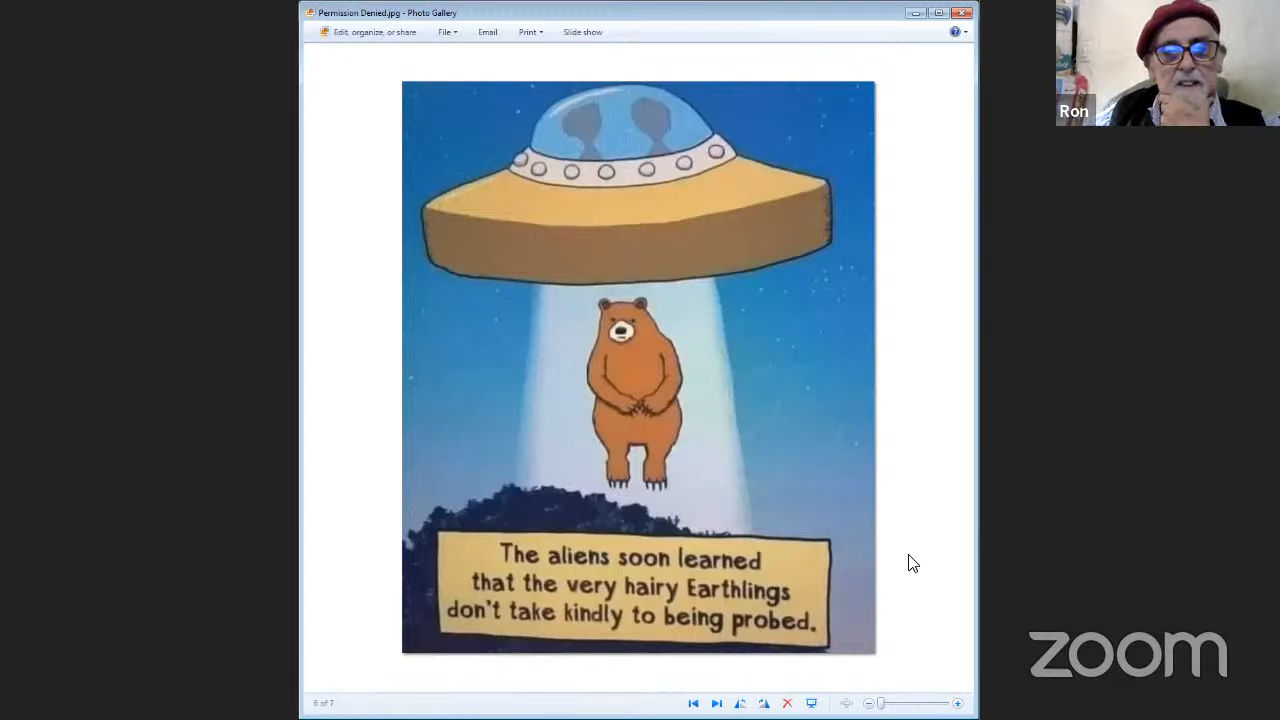 Permission Denied.jpg - Photo Gallery
Edit, organize, or share File Email Print Slide show
Ron
The aliens soon learned
that the very hairy Earthlings
don't take kindly to being probed.
6 of 7
zoom